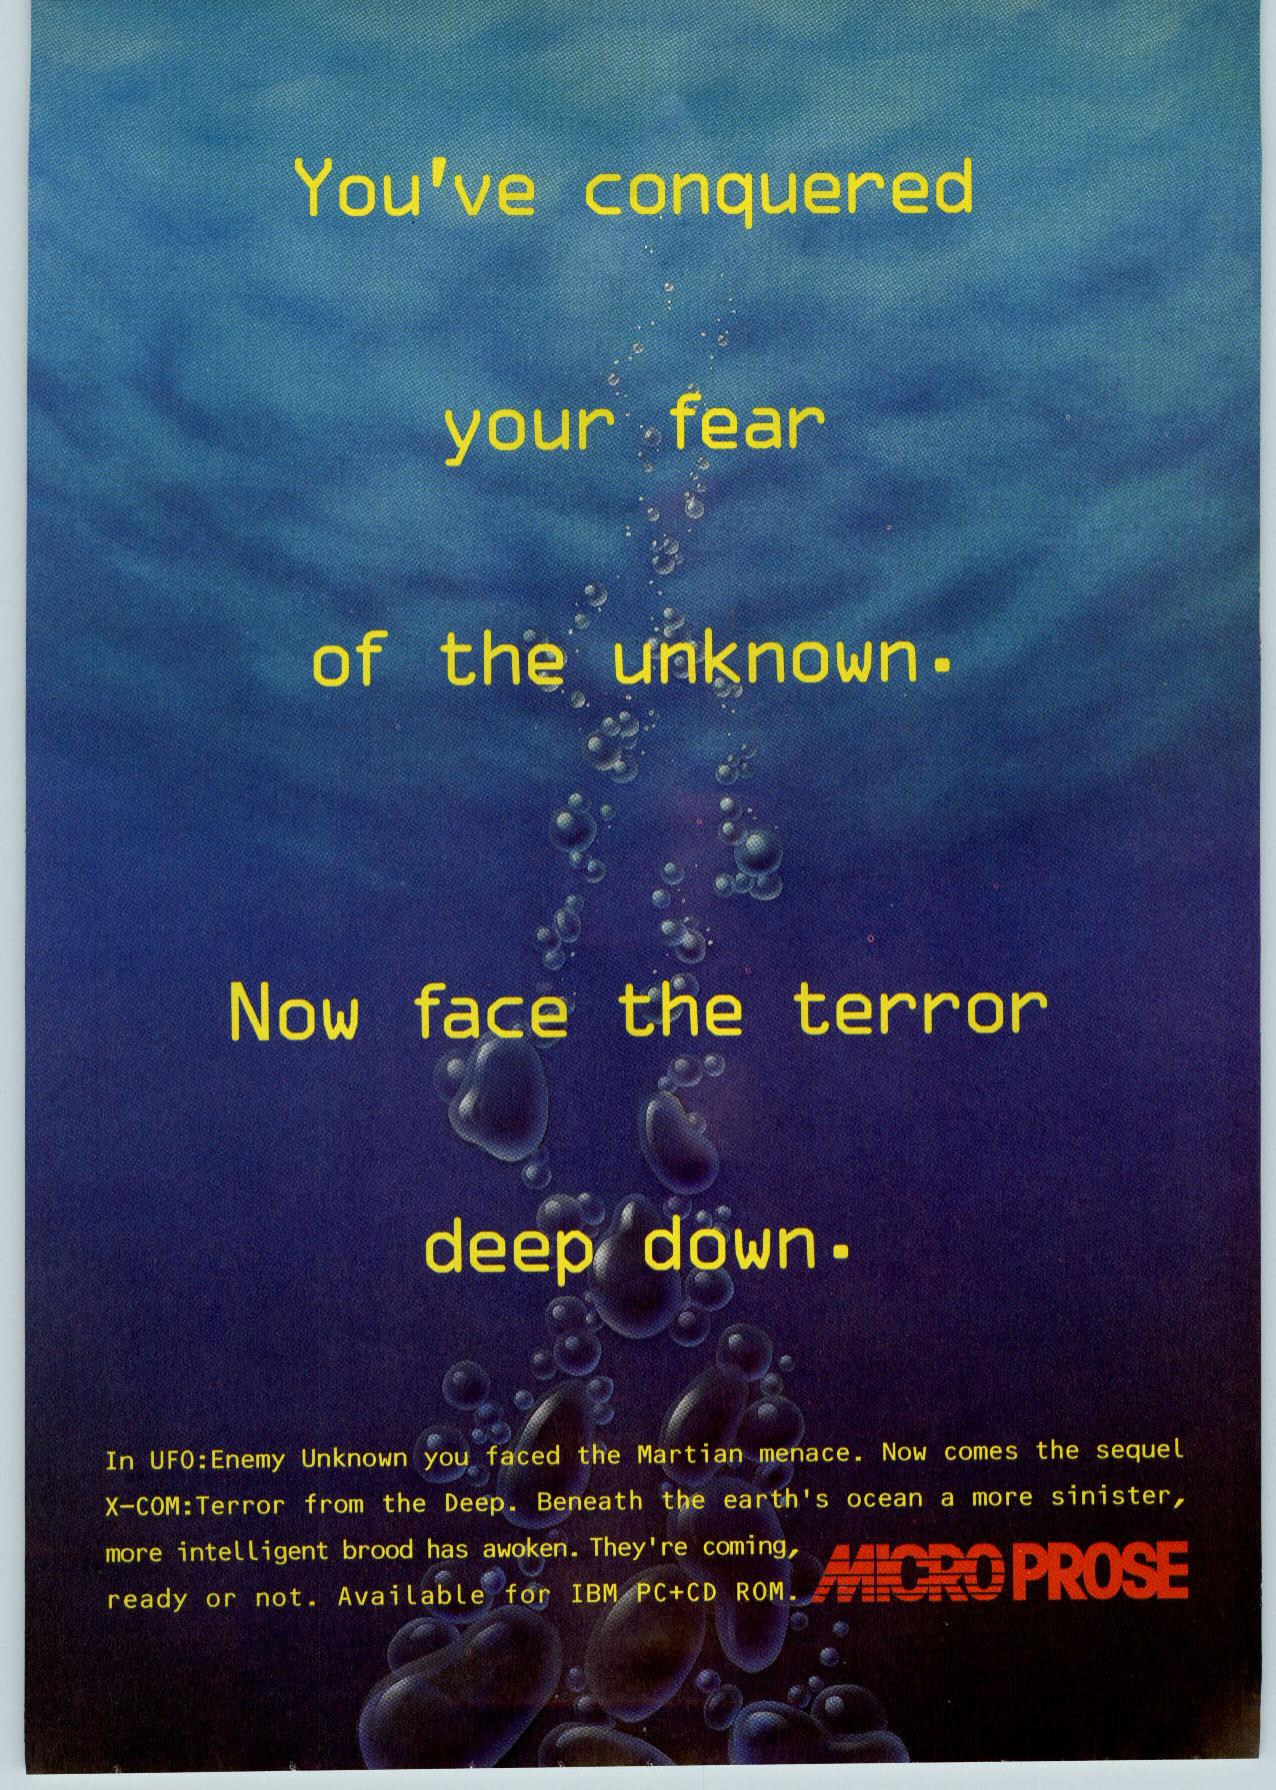 You've conquered
your fear
of the unknown.
Now face the terror
deep down.
In UFO:Enemy Unknown you faced the Martian menace. Now comes the sequel
X-COM:Terror from the Deep. Beneath the earth's ocean a more sinister,
more intelligent brood has awoken. They're coming,
ready or not. Available for IBM PC+CD ROM.
MICROPROSE